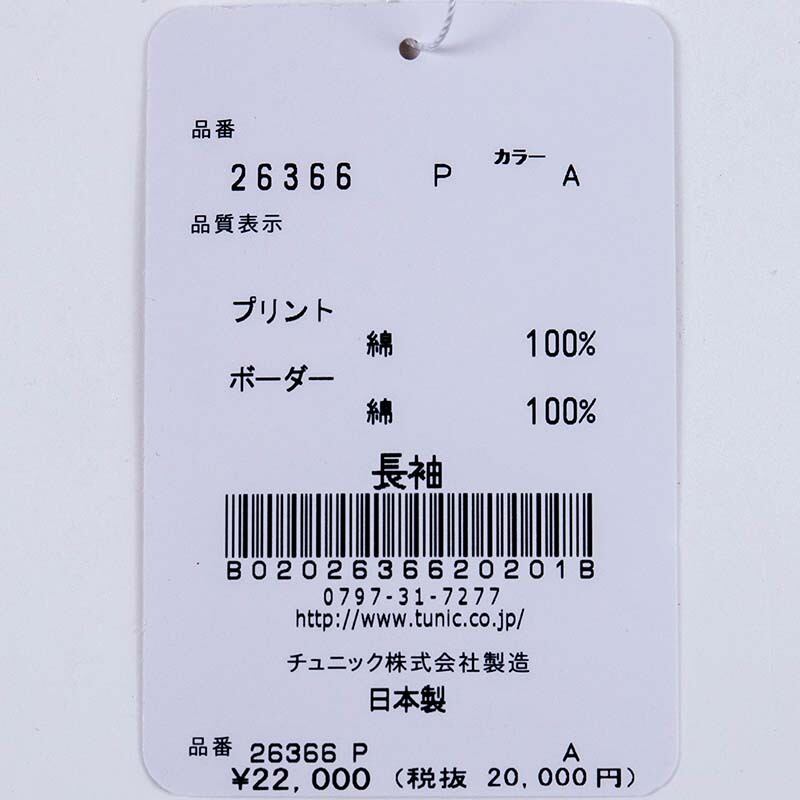 品番
カラー
26366 P A
品質表示
プリント
綿 100%
ボーダー
綿 100%
長袖
B0202636620201B
0797-31-7277
http://www.tunic.co.jp/
チュニック株式会社製造
日本製
品番 26366 P A
¥22,000 (税抜 20,000円)